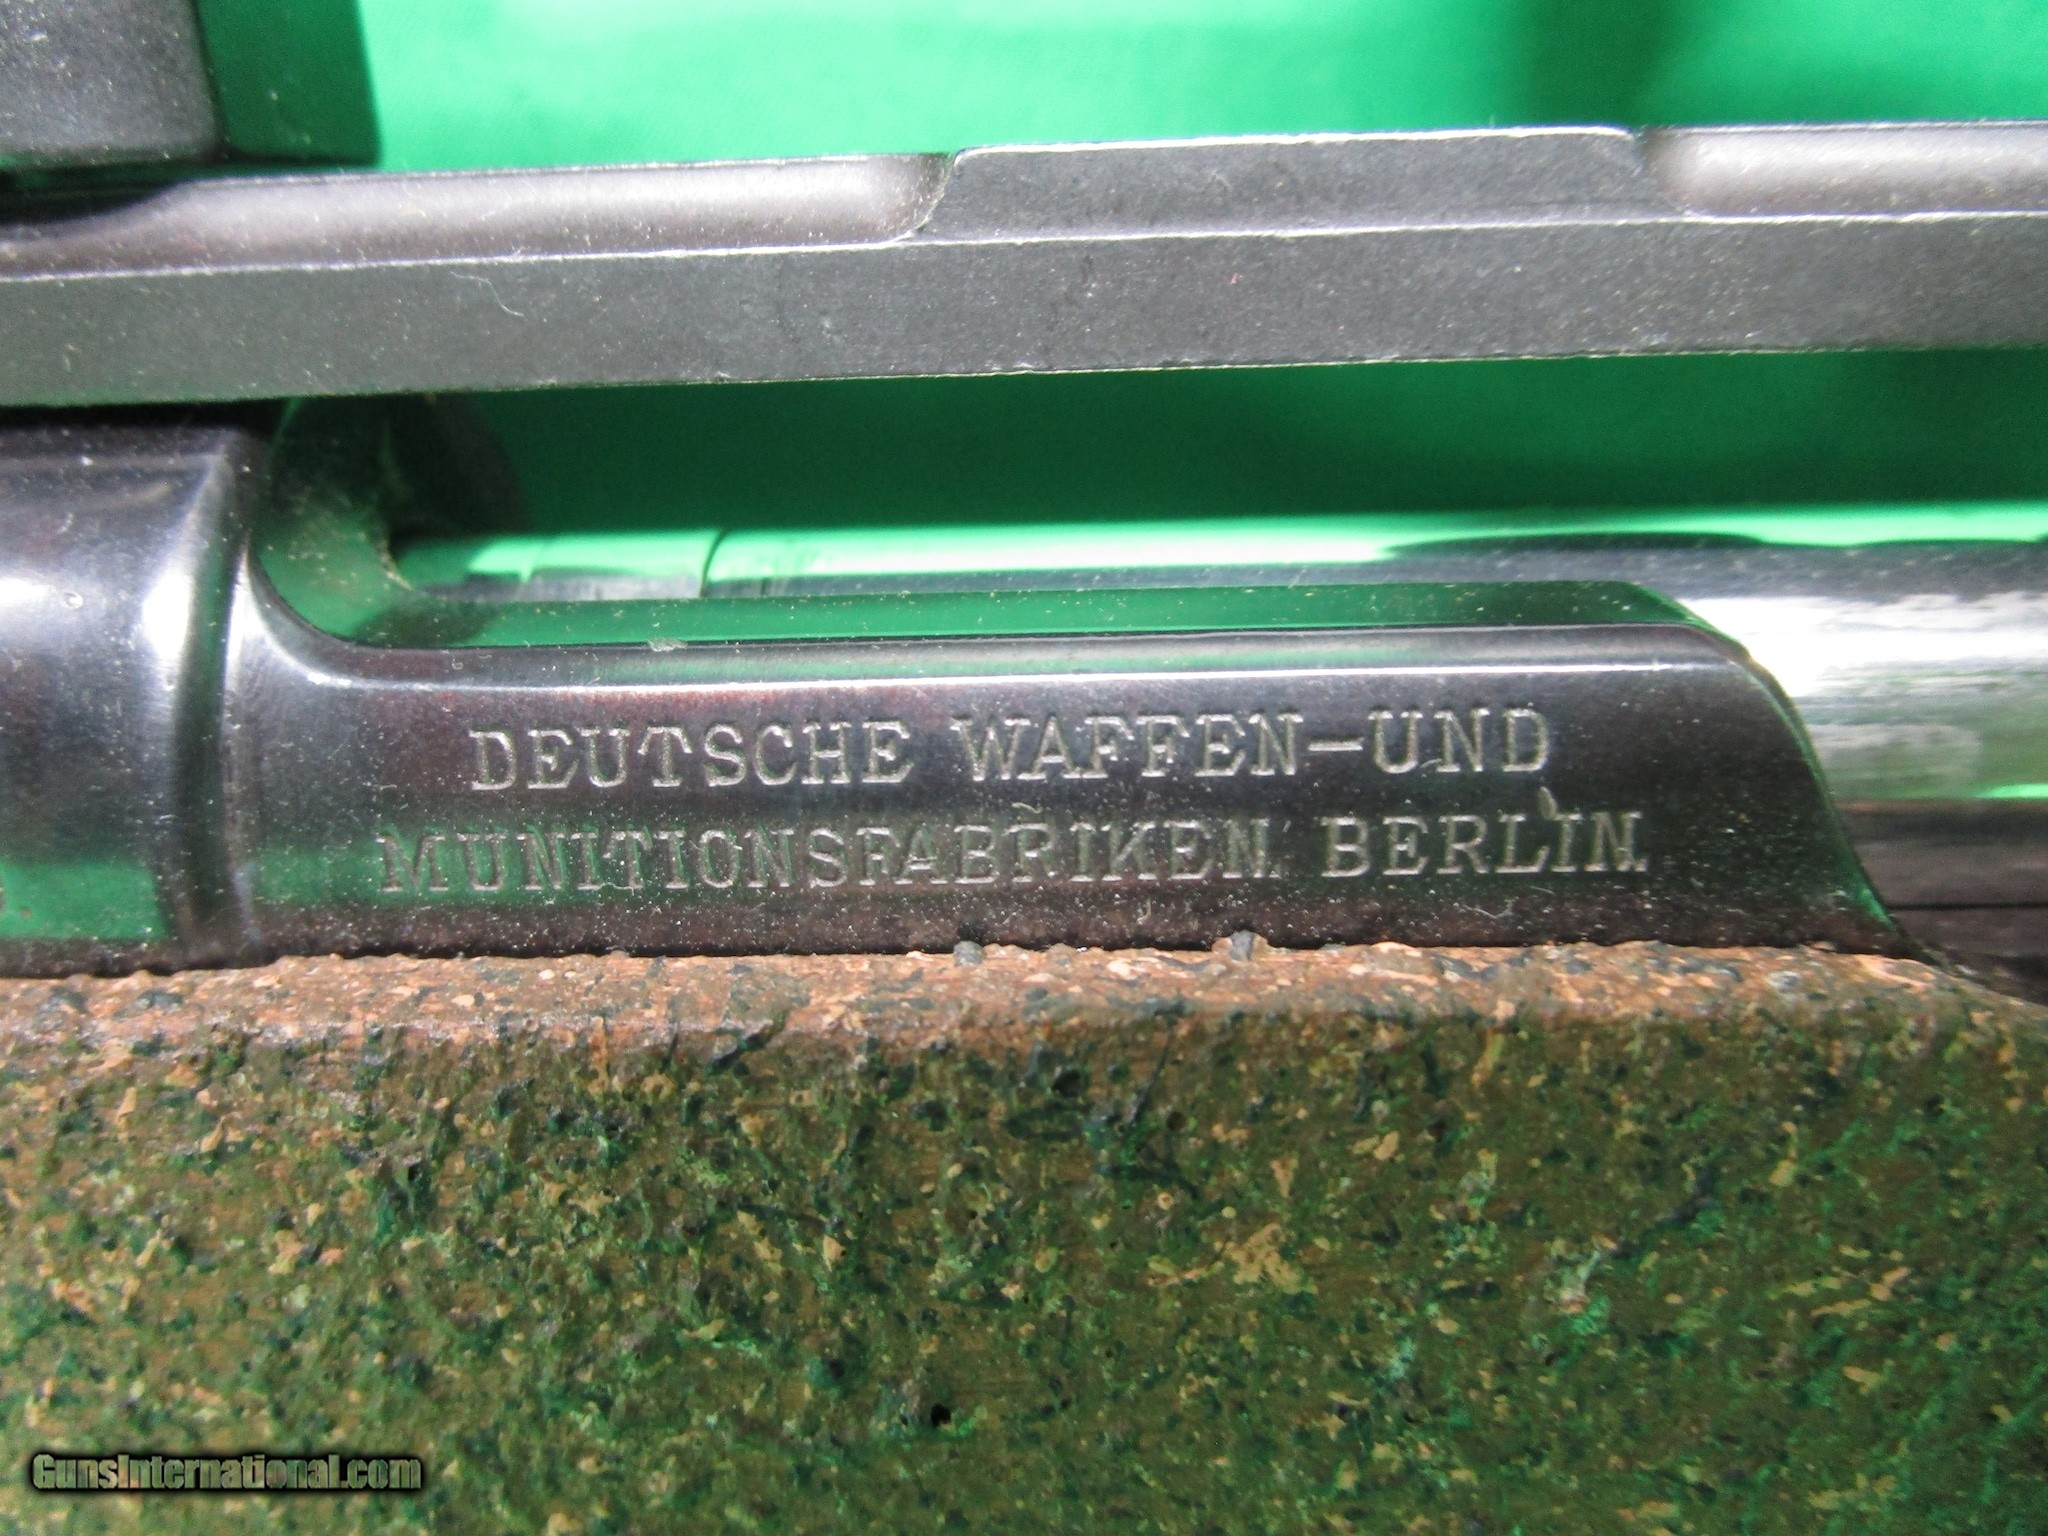 DEUTSCHE WAFFEN-UND
MUNITIONSFABRIKEN BERLIN.
GunsInternational.com